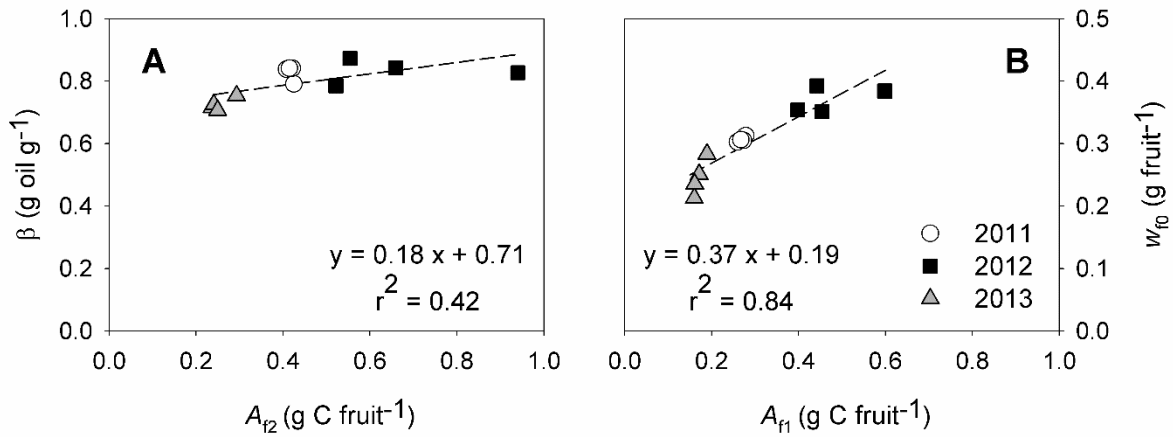 A
β (g oil g⁻¹)
1.0
0.8
0.6
0.4
0.2
0.0
y = 0.18 x + 0.71
r² = 0.42
0.0 0.2 0.4 0.6 0.8 1.0
A_f2 (g C fruit⁻¹)
B
0.5
0.4
0.3
0.2
0.1
0.0
w_f0 (g fruit⁻¹)
2011
2012
2013
y = 0.37 x + 0.19
r² = 0.84
0.0 0.2 0.4 0.6 0.8 1.0
A_f1 (g C fruit⁻¹)